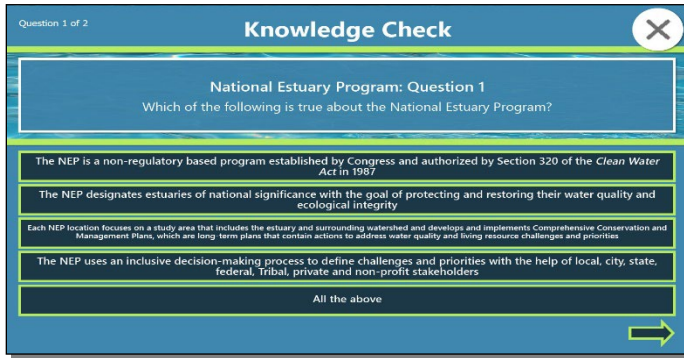 Question 1 of 2
Knowledge Check
National Estuary Program: Question 1
Which of the following is true about the National Estuary Program?
The NEP is a non-regulatory based program established by Congress and authorized by Section 320 of the Clean Water
Act in 1987
The NEP designates estuaries of national significance with the goal of protecting and restoring their water quality and
ecological integrity
Each NEP location focuses on a study area that includes the estuary and surrounding watershed and develops and implements Comprehensive Conservation and
Management Plans, which are long-term plans that contain actions to address water quality and living resource challenges and priorities
The NEP uses an inclusive decision-making process to define challenges and priorities with the help of local, city, state,
federal, Tribal, private and non-profit stakeholders
All the above